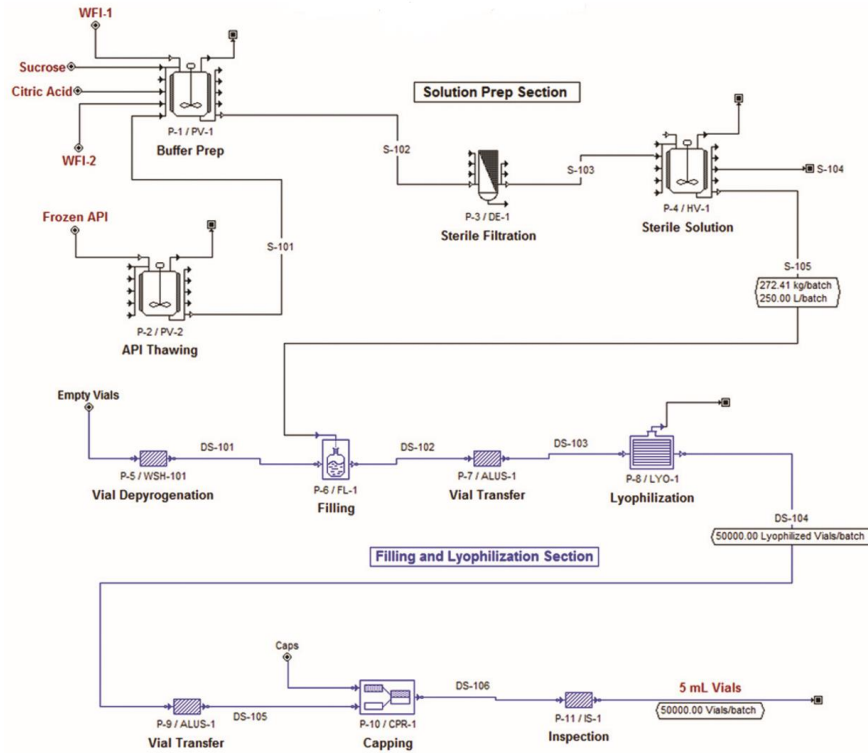 WFI-1
Sucrose
Citric Acid
WFI-2
P-1 / PV-1
Buffer Prep
Solution Prep Section
S-102
P-3 / DE-1
Sterile Filtration
S-103
P-4 / HV-1
Sterile Solution
S-104
S-105
272.41 kg/batch
250.00 L/batch
Frozen API
S-101
P-2 / PV-2
API Thawing
Empty Vials
P-5 / WSH-101
Vial Depyrogenation
DS-101
P-6 / FL-1
Filling
DS-102
P-7 / ALUS-1
Vial Transfer
DS-103
P-8 / LYO-1
Lyophilization
DS-104
50000.00 Lyophilized Vials/batch
Filling and Lyophilization Section
P-9 / ALUS-1
Vial Transfer
DS-105
Caps
P-10 / CPR-1
Capping
DS-106
P-11 / IS-1
Inspection
5 mL Vials
50000.00 Vials/batch